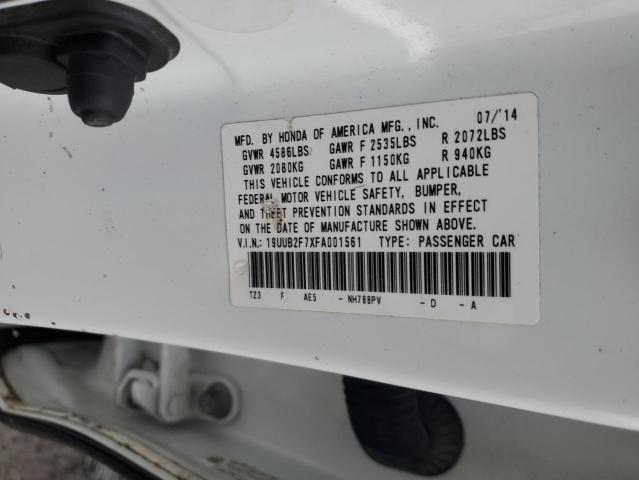 MFD. BY HONDA OF AMERICA MFG., INC. 07/'14
GVWR 4586LBS GAWR F 2535LBS R 2072LBS
GVWR 2080KG GAWR F 1150KG R 940KG
THIS VEHICLE CONFORMS TO ALL APPLICABLE
FEDERAL MOTOR VEHICLE SAFETY, BUMPER,
AND THEFT PREVENTION STANDARDS IN EFFECT
ON THE DATE OF MANUFACTURE SHOWN ABOVE.
V.I.N.: 19UUB2F7XFA001561 TYPE: PASSENGER CAR
TZ3 F AE5 - NH788PV - D - A